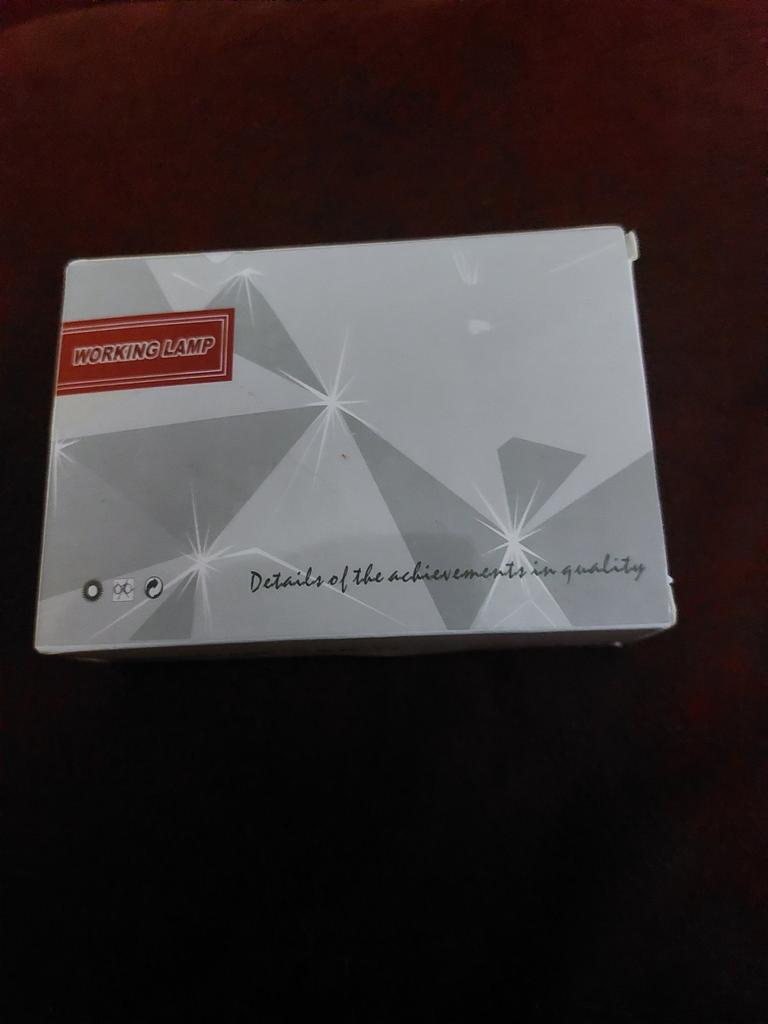 WORKING LAMP
Details of the achievements in quality